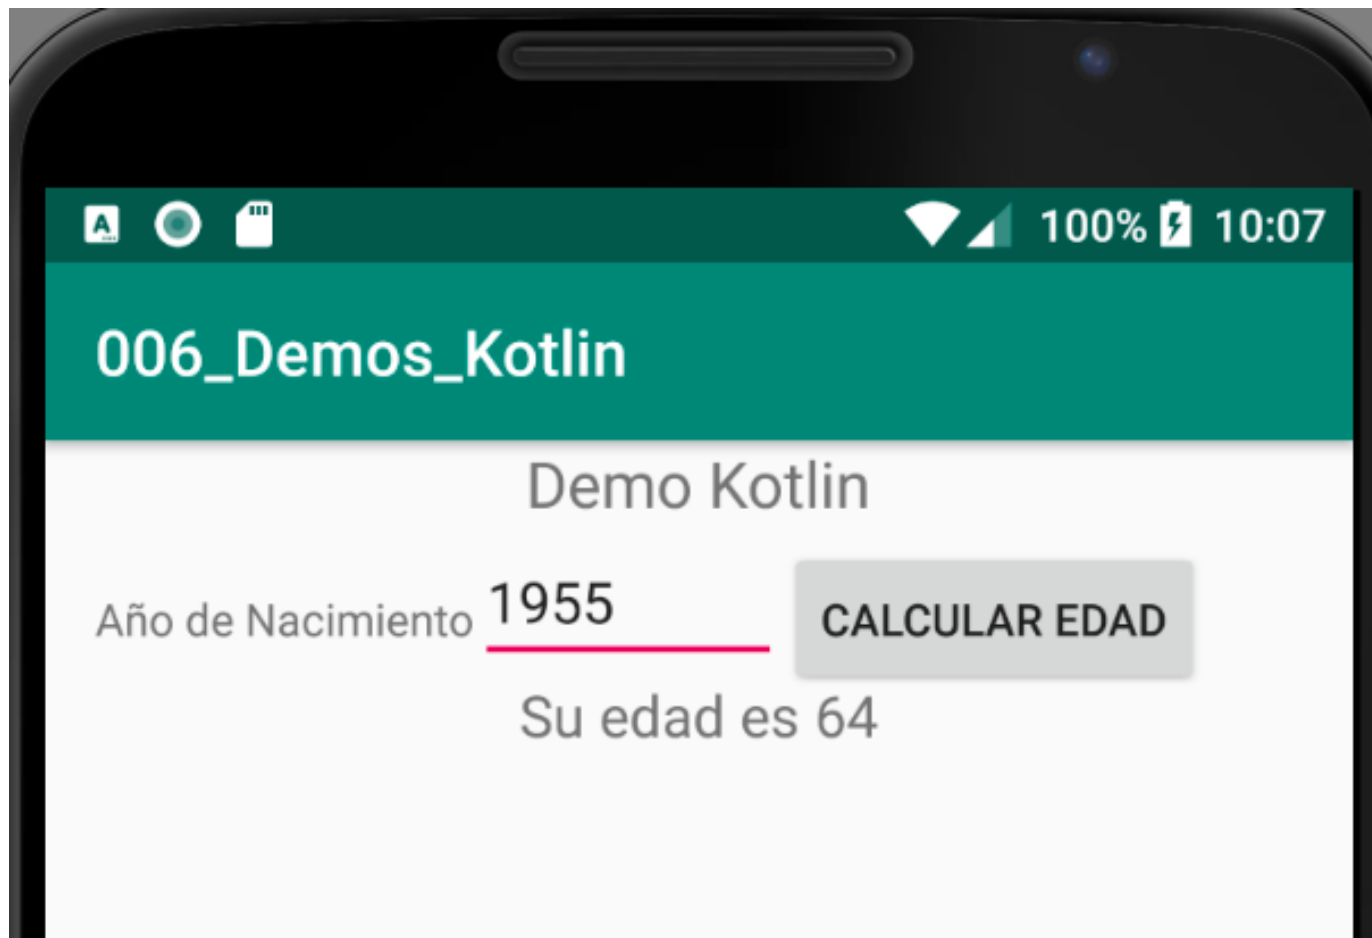 100% 10:07
006_Demos_Kotlin
Demo Kotlin
Año de Nacimiento 1955 CALCULAR EDAD
Su edad es 64